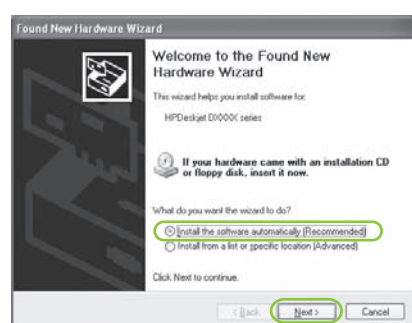 Found New Hardware Wizard
Welcome to the Found New
Hardware Wizard
This wizard helps you install software for:
HPDeskjet DXXXX series
If your hardware came with an installation CD
or floppy disk, insert it now.
What do you want the wizard to do?
Install the software automatically (Recommended)
Install from a list or specific location (Advanced)
Click Next to continue.
< Back
Next >
Cancel